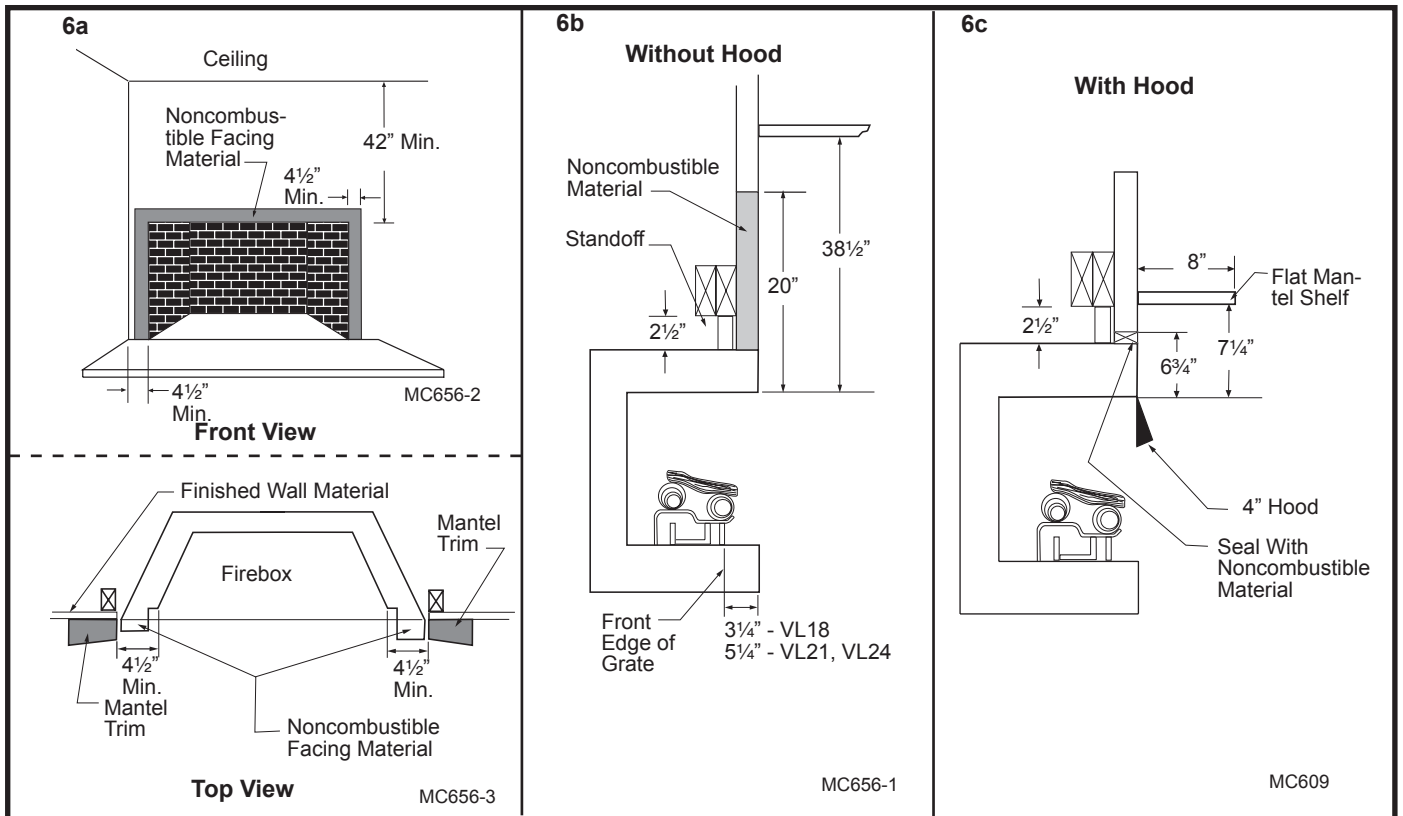 6a
Ceiling
Noncombus-
tible Facing
Material
42” Min.
4½”
Min.
4½”
Min.
MC656-2
Front View
Finished Wall Material
Mantel
Trim
Firebox
4½”
Min.
4½”
Min.
Mantel
Trim
Noncombustible
Facing Material
Top View
MC656-3
6b
Without Hood
Noncombustible
Material
Standoff
38½”
20”
2½”
Front
Edge of
Grate
3¼” - VL18
5¼” - VL21, VL24
MC656-1
6c
With Hood
8”
Flat Man-
tel Shelf
2½”
7¼”
6¾”
4” Hood
Seal With
Noncombustible
Material
MC609